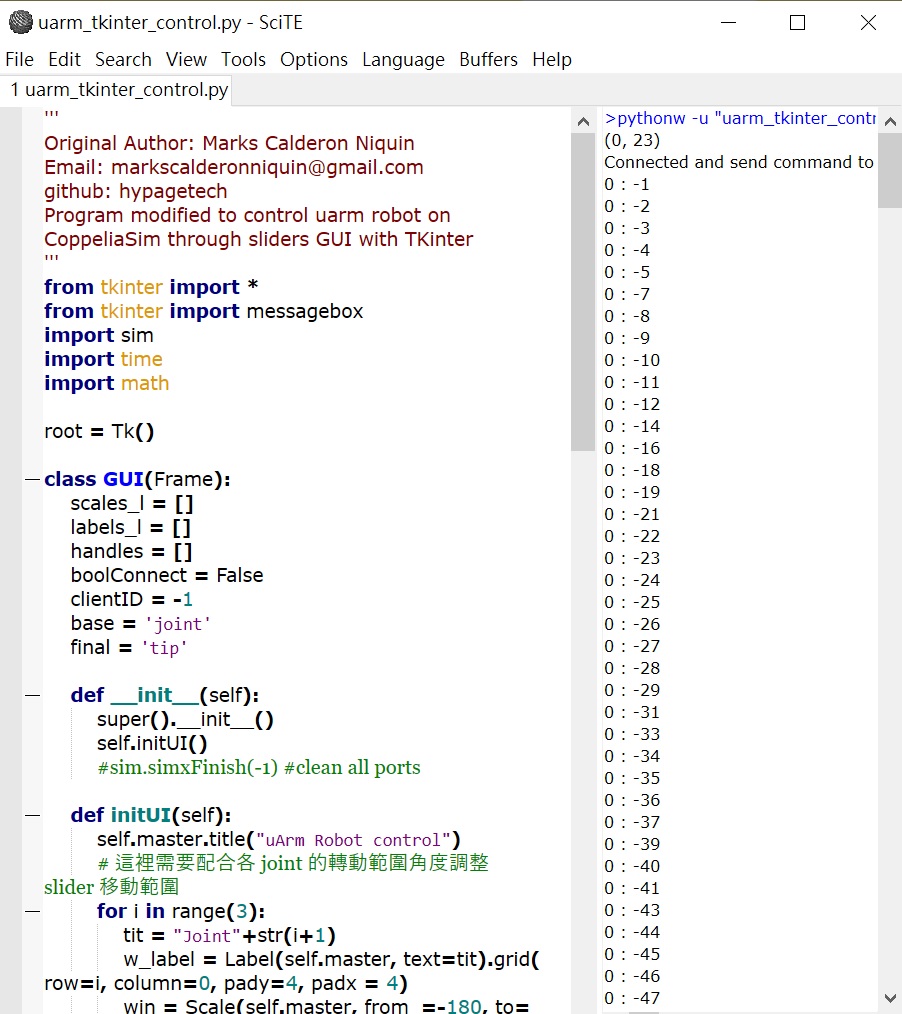 uarm_tkinter_control.py - SciTE
File Edit Search View Tools Options Language Buffers Help
1 uarm_tkinter_control.py
'''
Original Author: Marks Calderon Niquin
Email: markscalderonniquin@gmail.com
github: hypagetech
Program modified to control uarm robot on
CoppeliaSim through sliders GUI with TKinter
'''
from tkinter import *
from tkinter import messagebox
import sim
import time
import math
root = Tk()
class GUI(Frame):
scales_l = []
labels_l = []
handles = []
boolConnect = False
clientID = -1
base = 'joint'
final = 'tip'
def __init__(self):
super().__init__()
self.initUI()
#sim.simxFinish(-1) #clean all ports
def initUI(self):
self.master.title("uArm Robot control")
# 這裡需要配合各 joint 的轉動範圍角度調整
slider 移動範圍
for i in range(3):
tit = "Joint"+str(i+1)
w_label = Label(self.master, text=tit).grid(
row=i, column=0, pady=4, padx = 4)
win = Scale(self.master, from_=-180, to=
>pythonw -u "uarm_tkinter_contr
(0, 23)
Connected and send command to
0 : -1
0 : -2
0 : -3
0 : -4
0 : -5
0 : -7
0 : -8
0 : -9
0 : -10
0 : -11
0 : -12
0 : -14
0 : -16
0 : -18
0 : -19
0 : -21
0 : -22
0 : -23
0 : -24
0 : -25
0 : -26
0 : -27
0 : -28
0 : -29
0 : -31
0 : -33
0 : -34
0 : -35
0 : -36
0 : -37
0 : -39
0 : -40
0 : -41
0 : -43
0 : -44
0 : -45
0 : -46
0 : -47